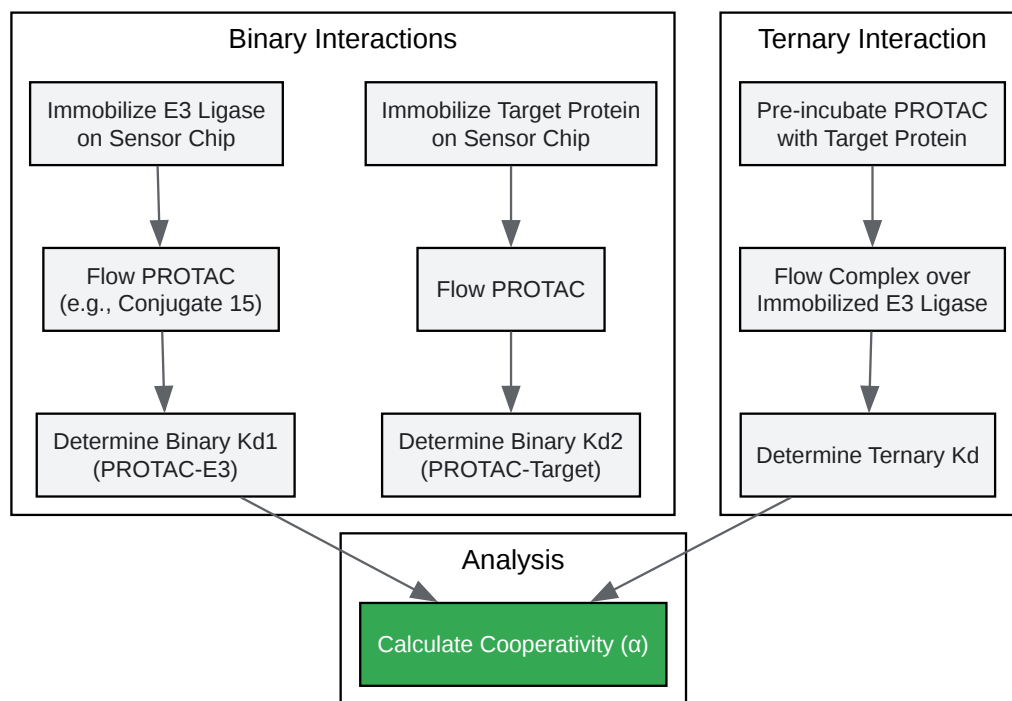 Binary Interactions
Immobilize E3 Ligase
on Sensor Chip
Flow PROTAC
(e.g., Conjugate 15)
Determine Binary Kd1
(PROTAC-E3)
Immobilize Target Protein
on Sensor Chip
Flow PROTAC
Determine Binary Kd2
(PROTAC-Target)
Ternary Interaction
Pre-incubate PROTAC
with Target Protein
Flow Complex over
Immobilized E3 Ligase
Determine Ternary Kd
Analysis
Calculate Cooperativity (α)